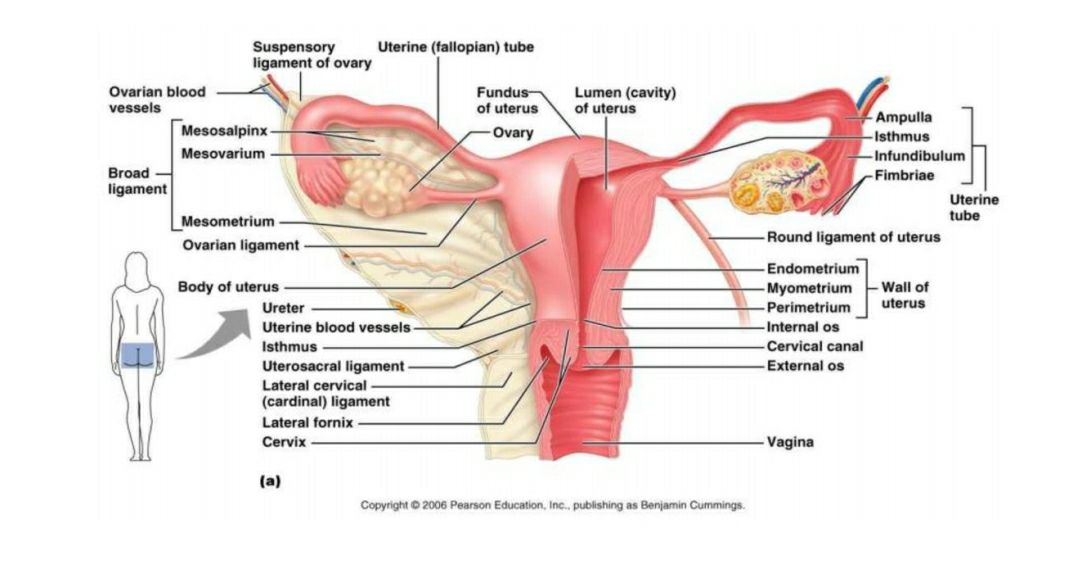 Suspensory
ligament of ovary
Uterine (fallopian) tube
Ovarian blood
vessels
Fundus
of uterus
Lumen (cavity)
of uterus
Mesosalpinx
Ovary
Mesovarium
Broad
ligament
Mesometrium
Ovarian ligament
Body of uterus
Ureter
Uterine blood vessels
Isthmus
Uterosacral ligament
Lateral cervical
(cardinal) ligament
Lateral fornix
Cervix
Ampulla
Isthmus
Infundibulum
Fimbriae
Uterine
tube
Round ligament of uterus
Endometrium
Myometrium
Perimetrium
Wall of
uterus
Internal os
Cervical canal
External os
Vagina
(a)
Copyright © 2006 Pearson Education, Inc., publishing as Benjamin Cummings.